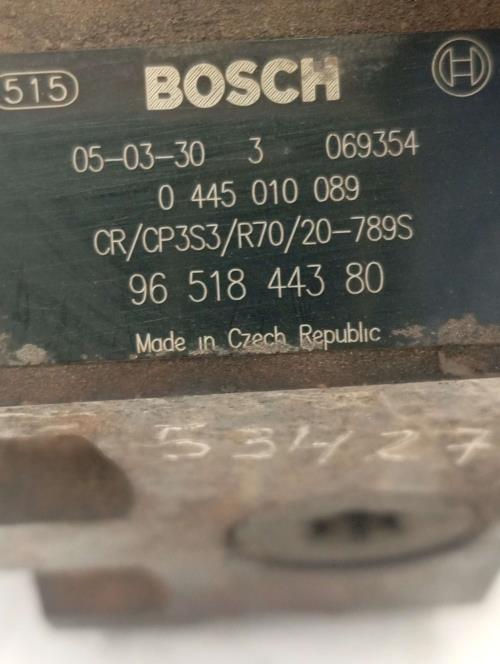 515 BOSCH
05-03-30 3 069354
0 445 010 089
CR/CP3S3/R70/20-789S
96 518 443 80
Made in Czech Republic